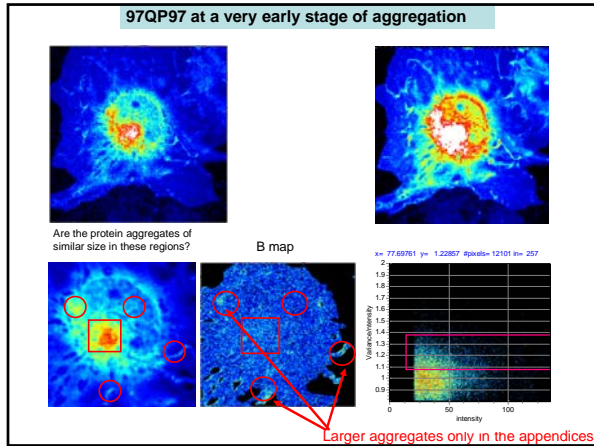 97QP97 at a very early stage of aggregation
Are the protein aggregates of
similar size in these regions?
B map
x= 77.69761 y= 1.22857 #pixels= 12101 in= 257
Variance/intensity
2
1.9
1.8
1.7
1.6
1.5
1.4
1.3
1.2
1.1
1
0.9
0
50
100
intensity
Larger aggregates only in the appendices